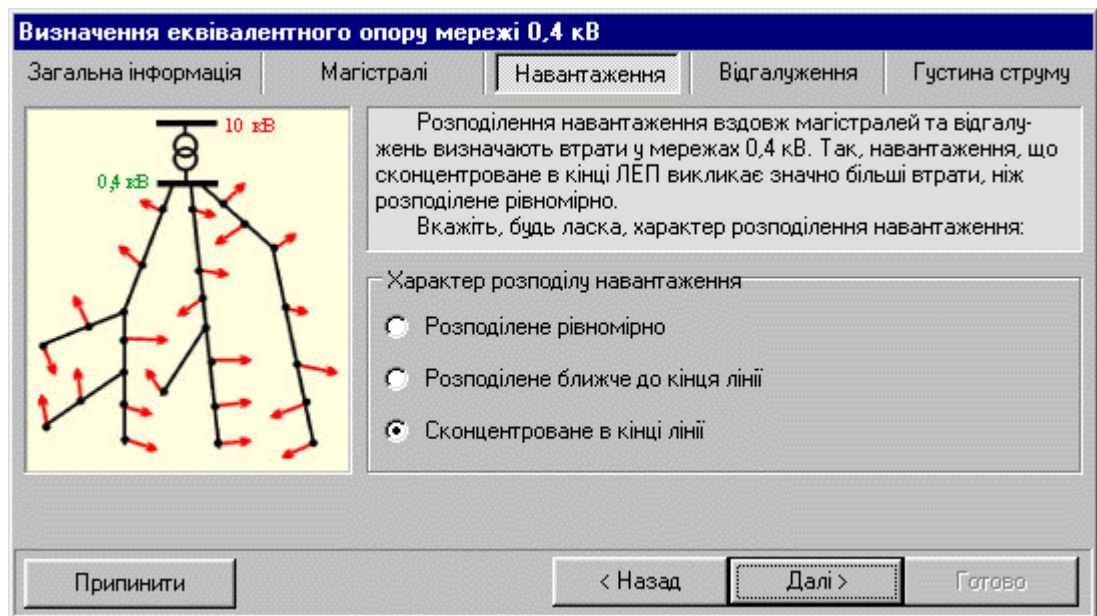 Визначення еквівалентного опору мережі 0,4 кВ
Загальна інформація Магістралі Навантаження Відгалуження Густина струму
10 кВ
0,4 кВ
Розподілення навантаження вздовж магістралей та відгалу-
жень визначають втрати у мережах 0,4 кВ. Так, навантаження, що
сконцентроване в кінці ЛЕП викликає значно більші втрати, ніж
розподілене рівномірно.
Вкажіть, будь ласка, характер розподілення навантаження:
Характер розподілу навантаження
Розподілене рівномірно
Розподілене ближче до кінця лінії
Сконцентроване в кінці лінії
Припинити < Назад Далі > Готово